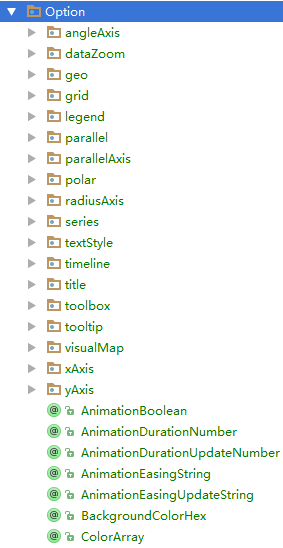 Option
angleAxis
dataZoom
geo
grid
legend
parallel
parallelAxis
polar
radiusAxis
series
textStyle
timeline
title
toolbox
tooltip
visualMap
xAxis
yAxis
@ AnimationBoolean
@ AnimationDurationNumber
@ AnimationDurationUpdateNumber
@ AnimationEasingString
@ AnimationEasingUpdateString
@ BackgroundColorHex
@ ColorArray